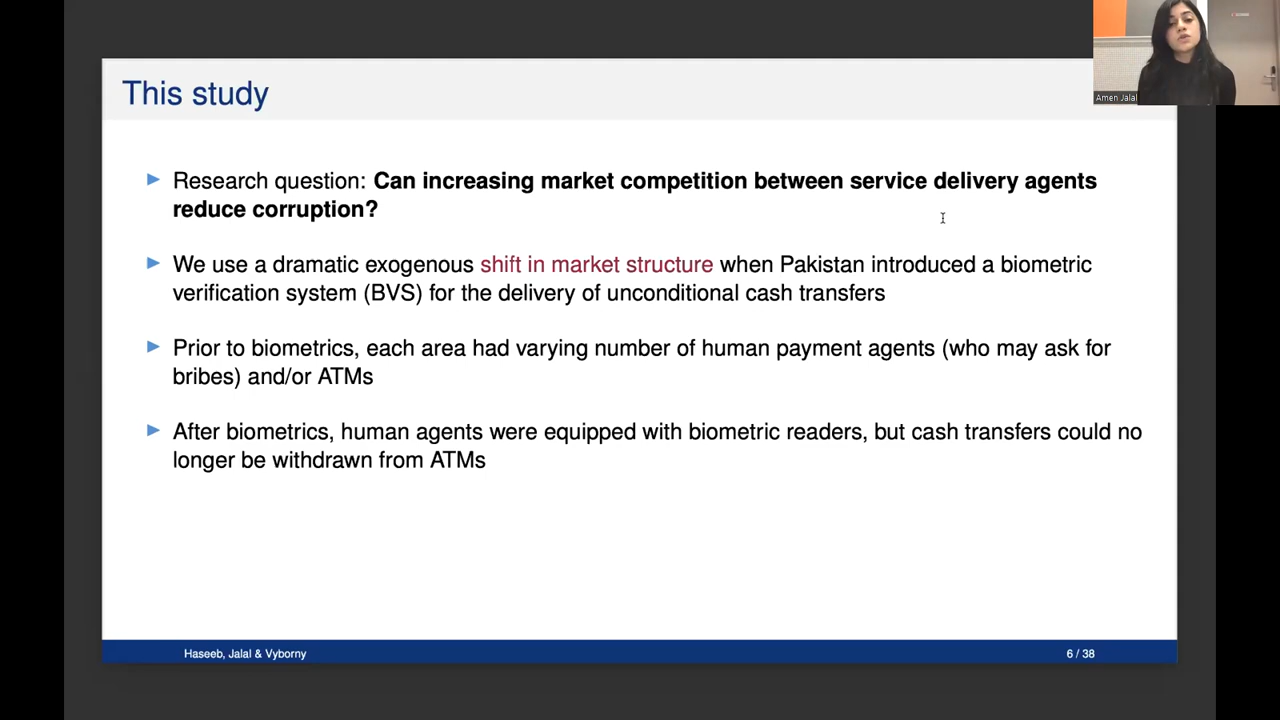 Amen Jalal
This study
Research question: Can increasing market competition between service delivery agents
reduce corruption?
We use a dramatic exogenous shift in market structure when Pakistan introduced a biometric
verification system (BVS) for the delivery of unconditional cash transfers
Prior to biometrics, each area had varying number of human payment agents (who may ask for
bribes) and/or ATMs
After biometrics, human agents were equipped with biometric readers, but cash transfers could no
longer be withdrawn from ATMs
Haseeb, Jalal & Vyborny
6 / 38